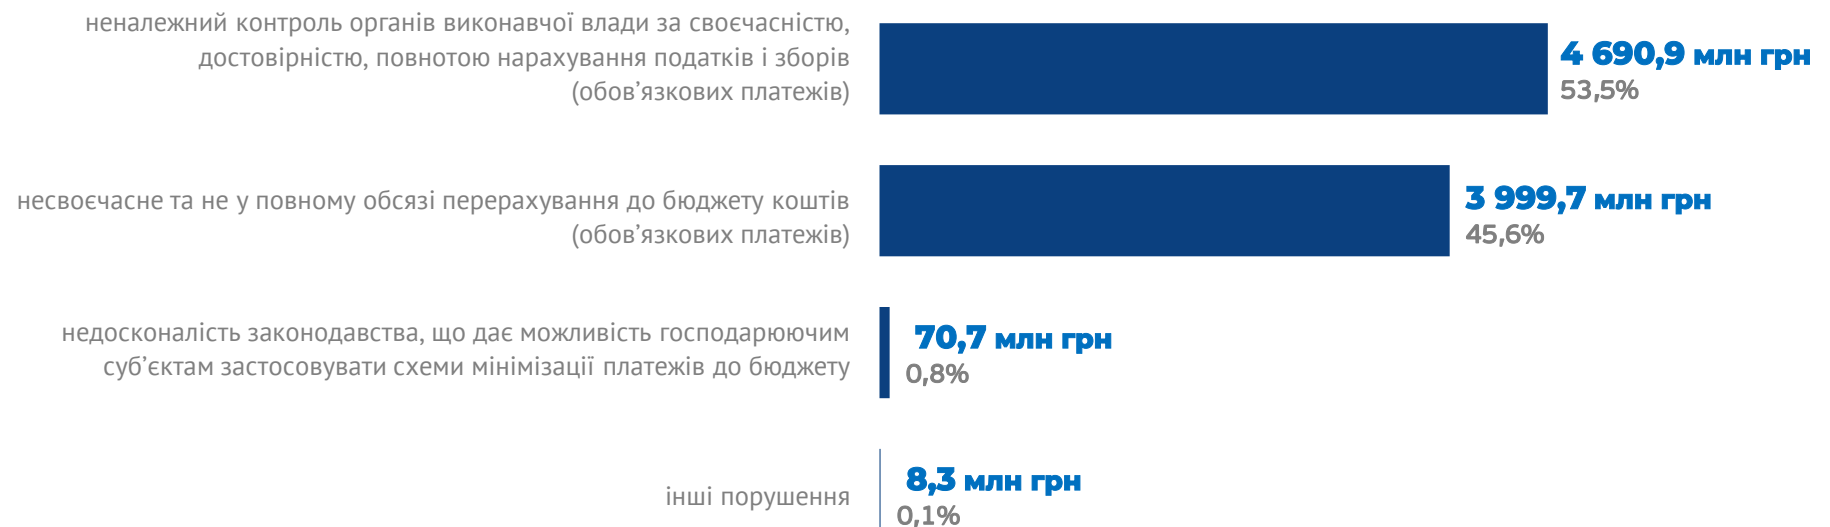 неналежний контроль органів виконавчої влади за своєчасністю,
достовірністю, повнотою нарахування податків і зборів
(обов’язкових платежів)
4 690,9 млн грн
53,5%
несвоєчасне та не у повному обсязі перерахування до бюджету коштів
(обов’язкових платежів)
3 999,7 млн грн
45,6%
недосконалість законодавства, що дає можливість господарюючим
суб’єктам застосовувати схеми мінімізації платежів до бюджету
70,7 млн грн
0,8%
інші порушення
8,3 млн грн
0,1%